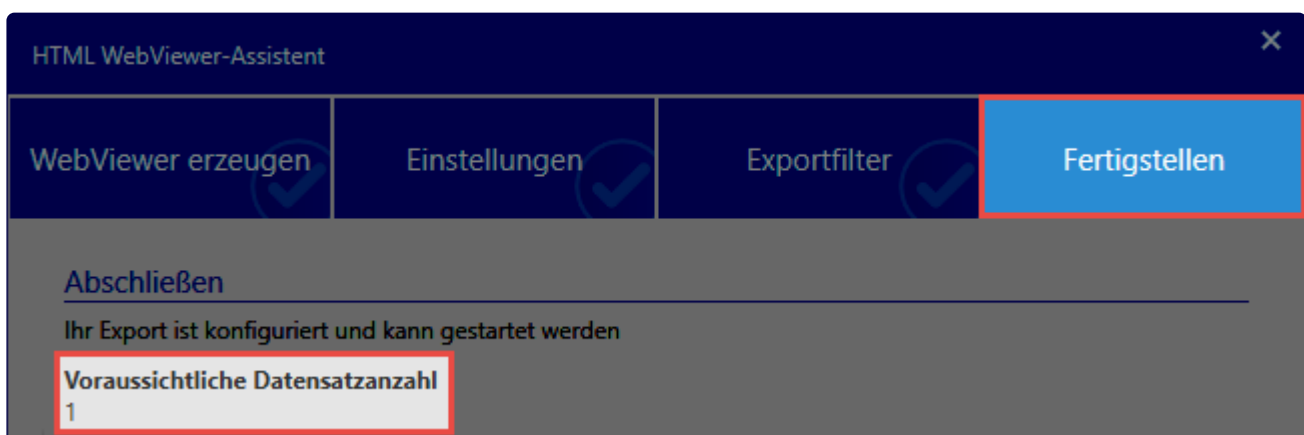 HTML WebViewer-Assistent
WebViewer erzeugen Einstellungen Exportfilter Fertigstellen
Abschließen
Ihr Export ist konfiguriert und kann gestartet werden
Voraussichtliche Datensatzanzahl
1